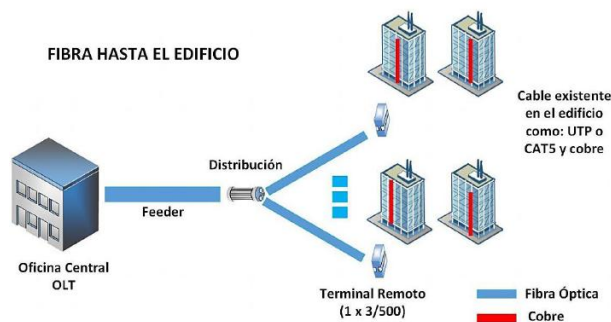 FIBRA HASTA EL EDIFICIO
Cable existente
en el edificio
como: UTP o
CAT5 y cobre
Distribución
Feeder
Oficina Central
OLT
Terminal Remoto
(1 x 3/500)
Fibra Óptica
Cobre